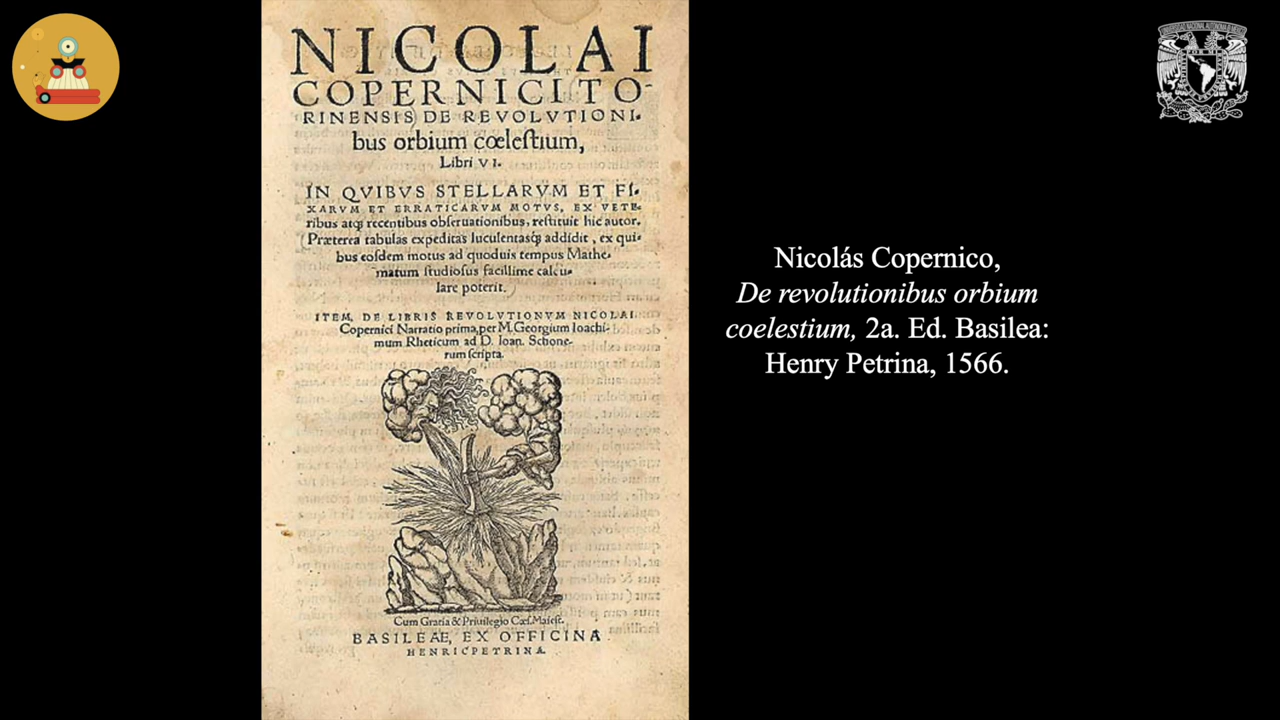 NICOLAI
COPERNICI TO-
RINENSIS DE REVOLVTIONI-
bus orbium cœlestium,
Libri VI.
IN QVIBVS STELLARVM ET FI-
XARVM ET ERRATICARVM MOTVS, EX VETE-
ribus atq; recentibus obseruationibus, restituit hic autor.
Præterea tabulas expeditas luculentasq; addidit, ex qui-
bus eosdem motus ad quoduis tempus Mathe-
matum studiosus facillime calcu-
lare poterit.
ITEM, DE LIBRIS REVOLVTIONVM NICOLAI
Copernici Narratio prima, per M. Georgium Ioachi-
mum Rheticum ad D. Ioan. Schone-
rum scripta.
Cum Gratia & Priuilegio Cæs. Maiest.
BASILEAE, EX OFFICINA
HENRICPETRINA.
Nicolás Copernico,
De revolutionibus orbium
coelestium, 2a. Ed. Basilea:
Henry Petrina, 1566.